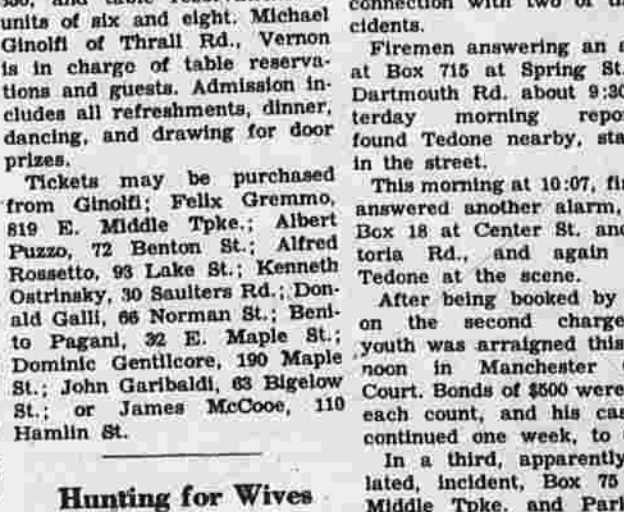 units of six and eight. Michael
Ginolfi of Thrall Rd., Vernon
is in charge of table reserva-
tions and guests. Admission in-
cludes all refreshments, dinner,
dancing, and drawing for door
prizes.
Tickets may be purchased
from Ginolfi; Felix Gremmo,
819 E. Middle Tpke.; Albert
Puzzo, 72 Benton St.; Alfred
Rossetto, 93 Lake St.; Kenneth
Ostrinsky, 30 Saulters Rd.; Don-
ald Galli, 66 Norman St.; Beni-
to Pagani, 32 E. Maple St.;
Dominic Gentilcore, 190 Maple
St.; John Garibaldi, 63 Bigelow
St.; or James McCooe, 110
Hamlin St.
Hunting for Wives
connection with two of
cidents.
Firemen answering an
at Box 715 at Spring St.
Dartmouth Rd. about 9:30
terday morning repo
found Tedone nearby, sta
in the street.
This morning at 10:07, fi
answered another alarm,
Box 18 at Center St. and
toria Rd., and again
Tedone at the scene.
After being booked by
on the second charge
youth was arraigned this
noon in Manchester
Court. Bonds of $500 were
each count, and his cas
continued one week, to
In a third, apparently
lated, incident, Box 75
Middle Tpke. and Park